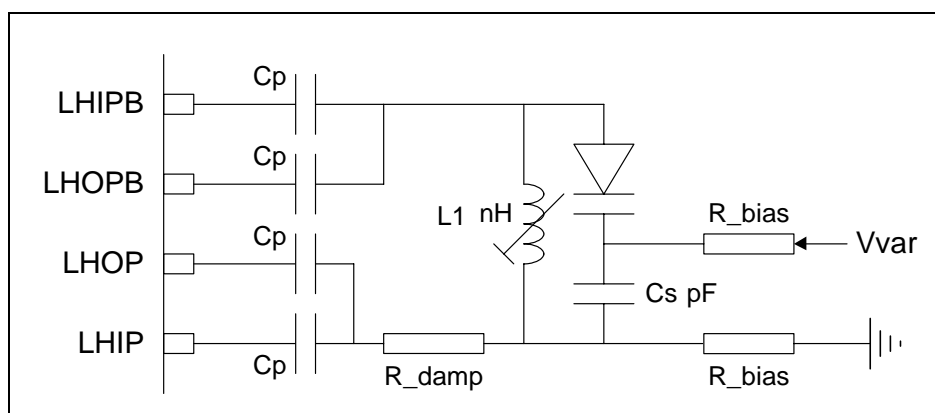 Cp
LHIPB
Cp
LHOPB
L1 nH
R_bias
Cp
Vvar
LHOP
Cs pF
LHIP
Cp
R_damp
R_bias